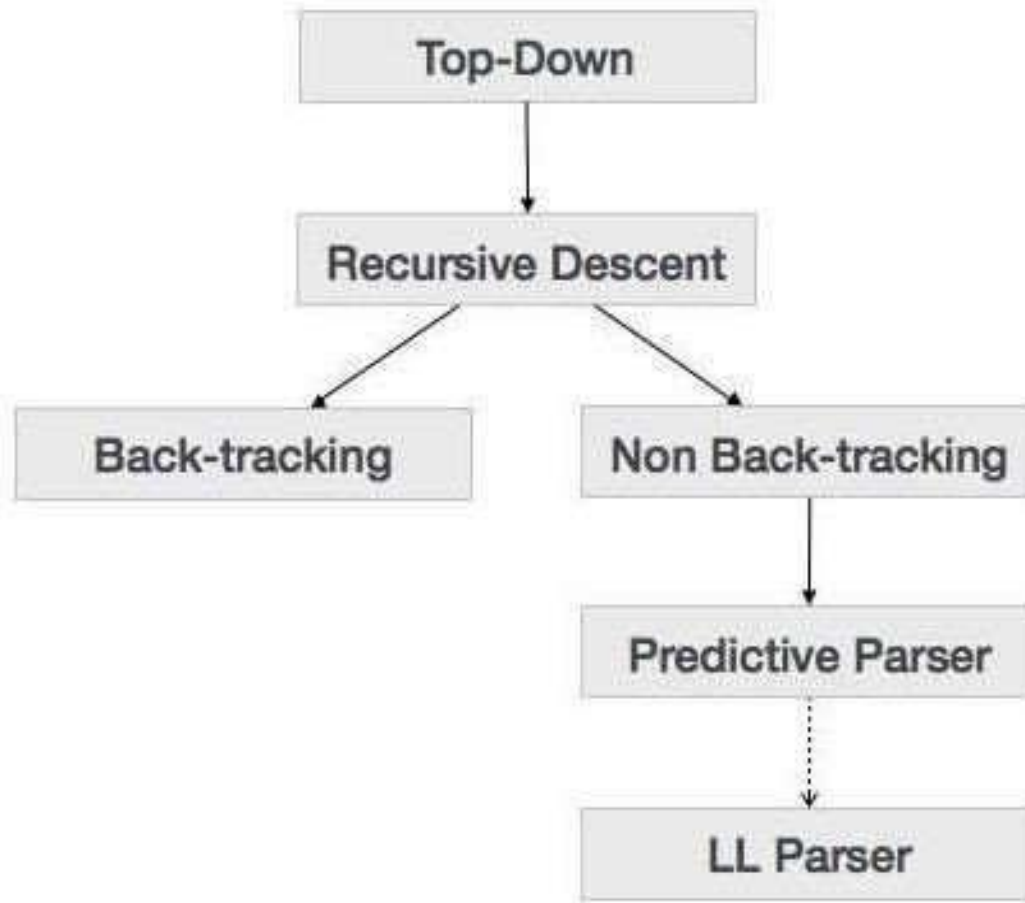 Top-Down
Recursive Descent
Back-tracking
Non Back-tracking
Predictive Parser
LL Parser